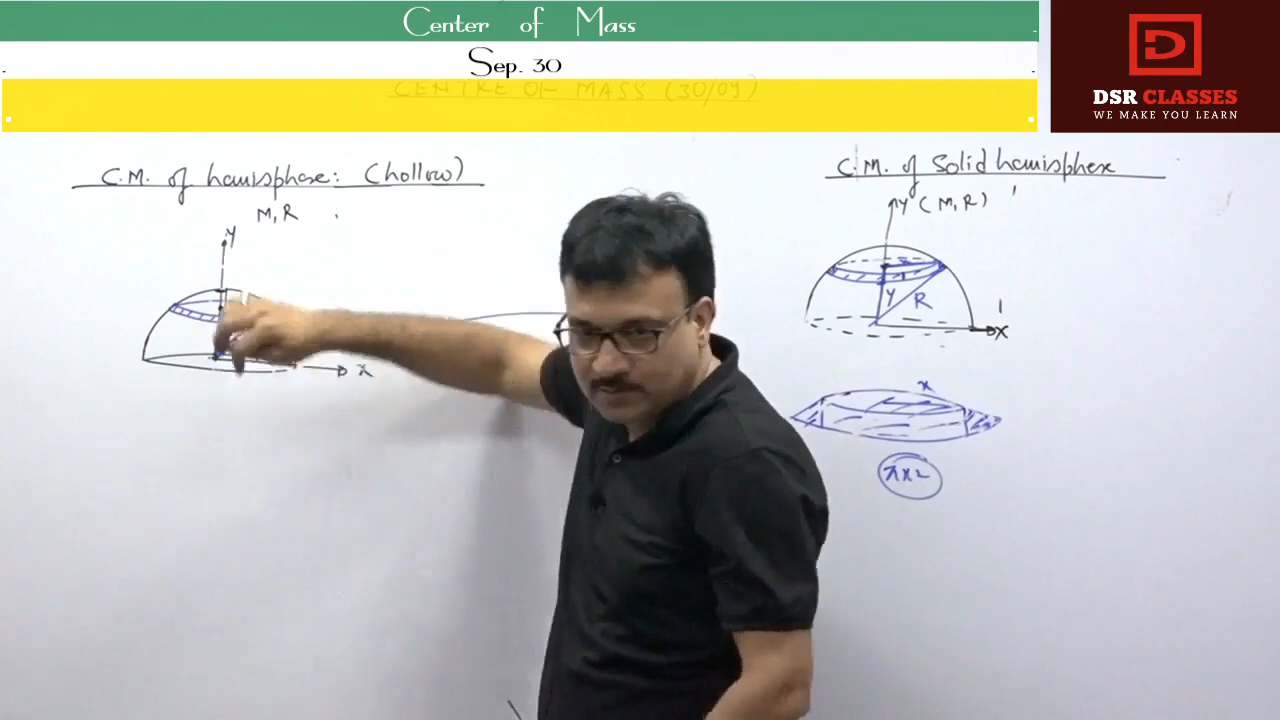 Center of Mass
Sep. 30
CENTRE OF MASS (30/09)
DSR CLASSES
WE MAKE YOU LEARN
C.M. of hemisphase: (hollow)
M, R
y
x
C.M. of Solid hemisphere
y (M, R)
y
R
x
x
πx2